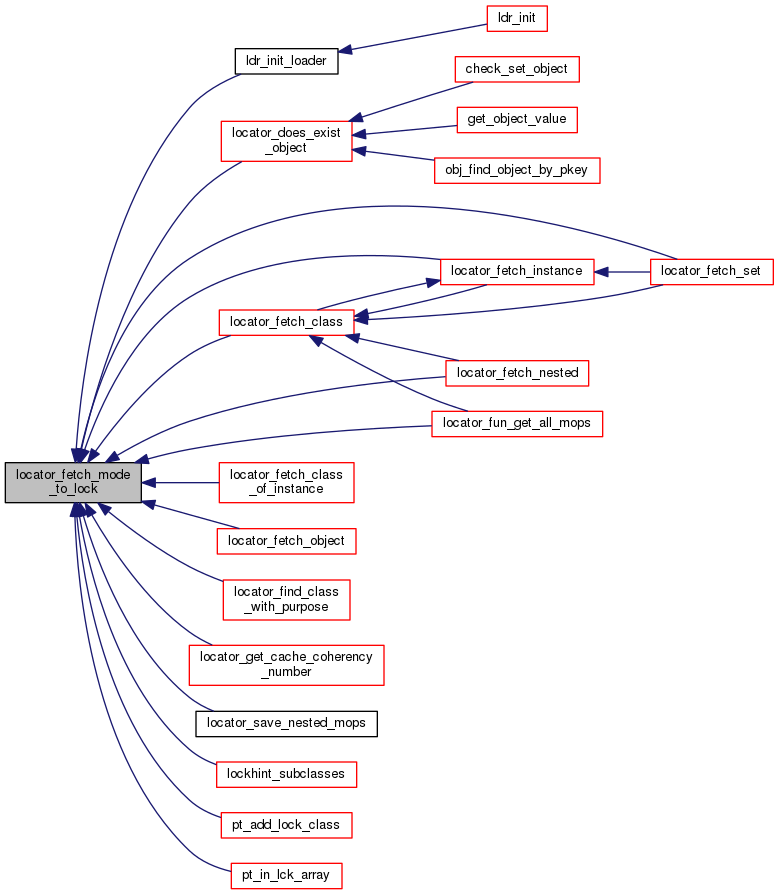 ldr_init
ldr_init_loader
check_set_object
get_object_value
locator_does_exist
_object
obj_find_object_by_pkey
locator_fetch_instance
locator_fetch_set
locator_fetch_class
locator_fetch_nested
locator_fun_get_all_mops
locator_fetch_mode
_to_lock
locator_fetch_class
_of_instance
locator_fetch_object
locator_find_class
_with_purpose
locator_get_cache_coherency
_number
locator_save_nested_mops
lockhint_subclasses
pt_add_lock_class
pt_in_lck_array